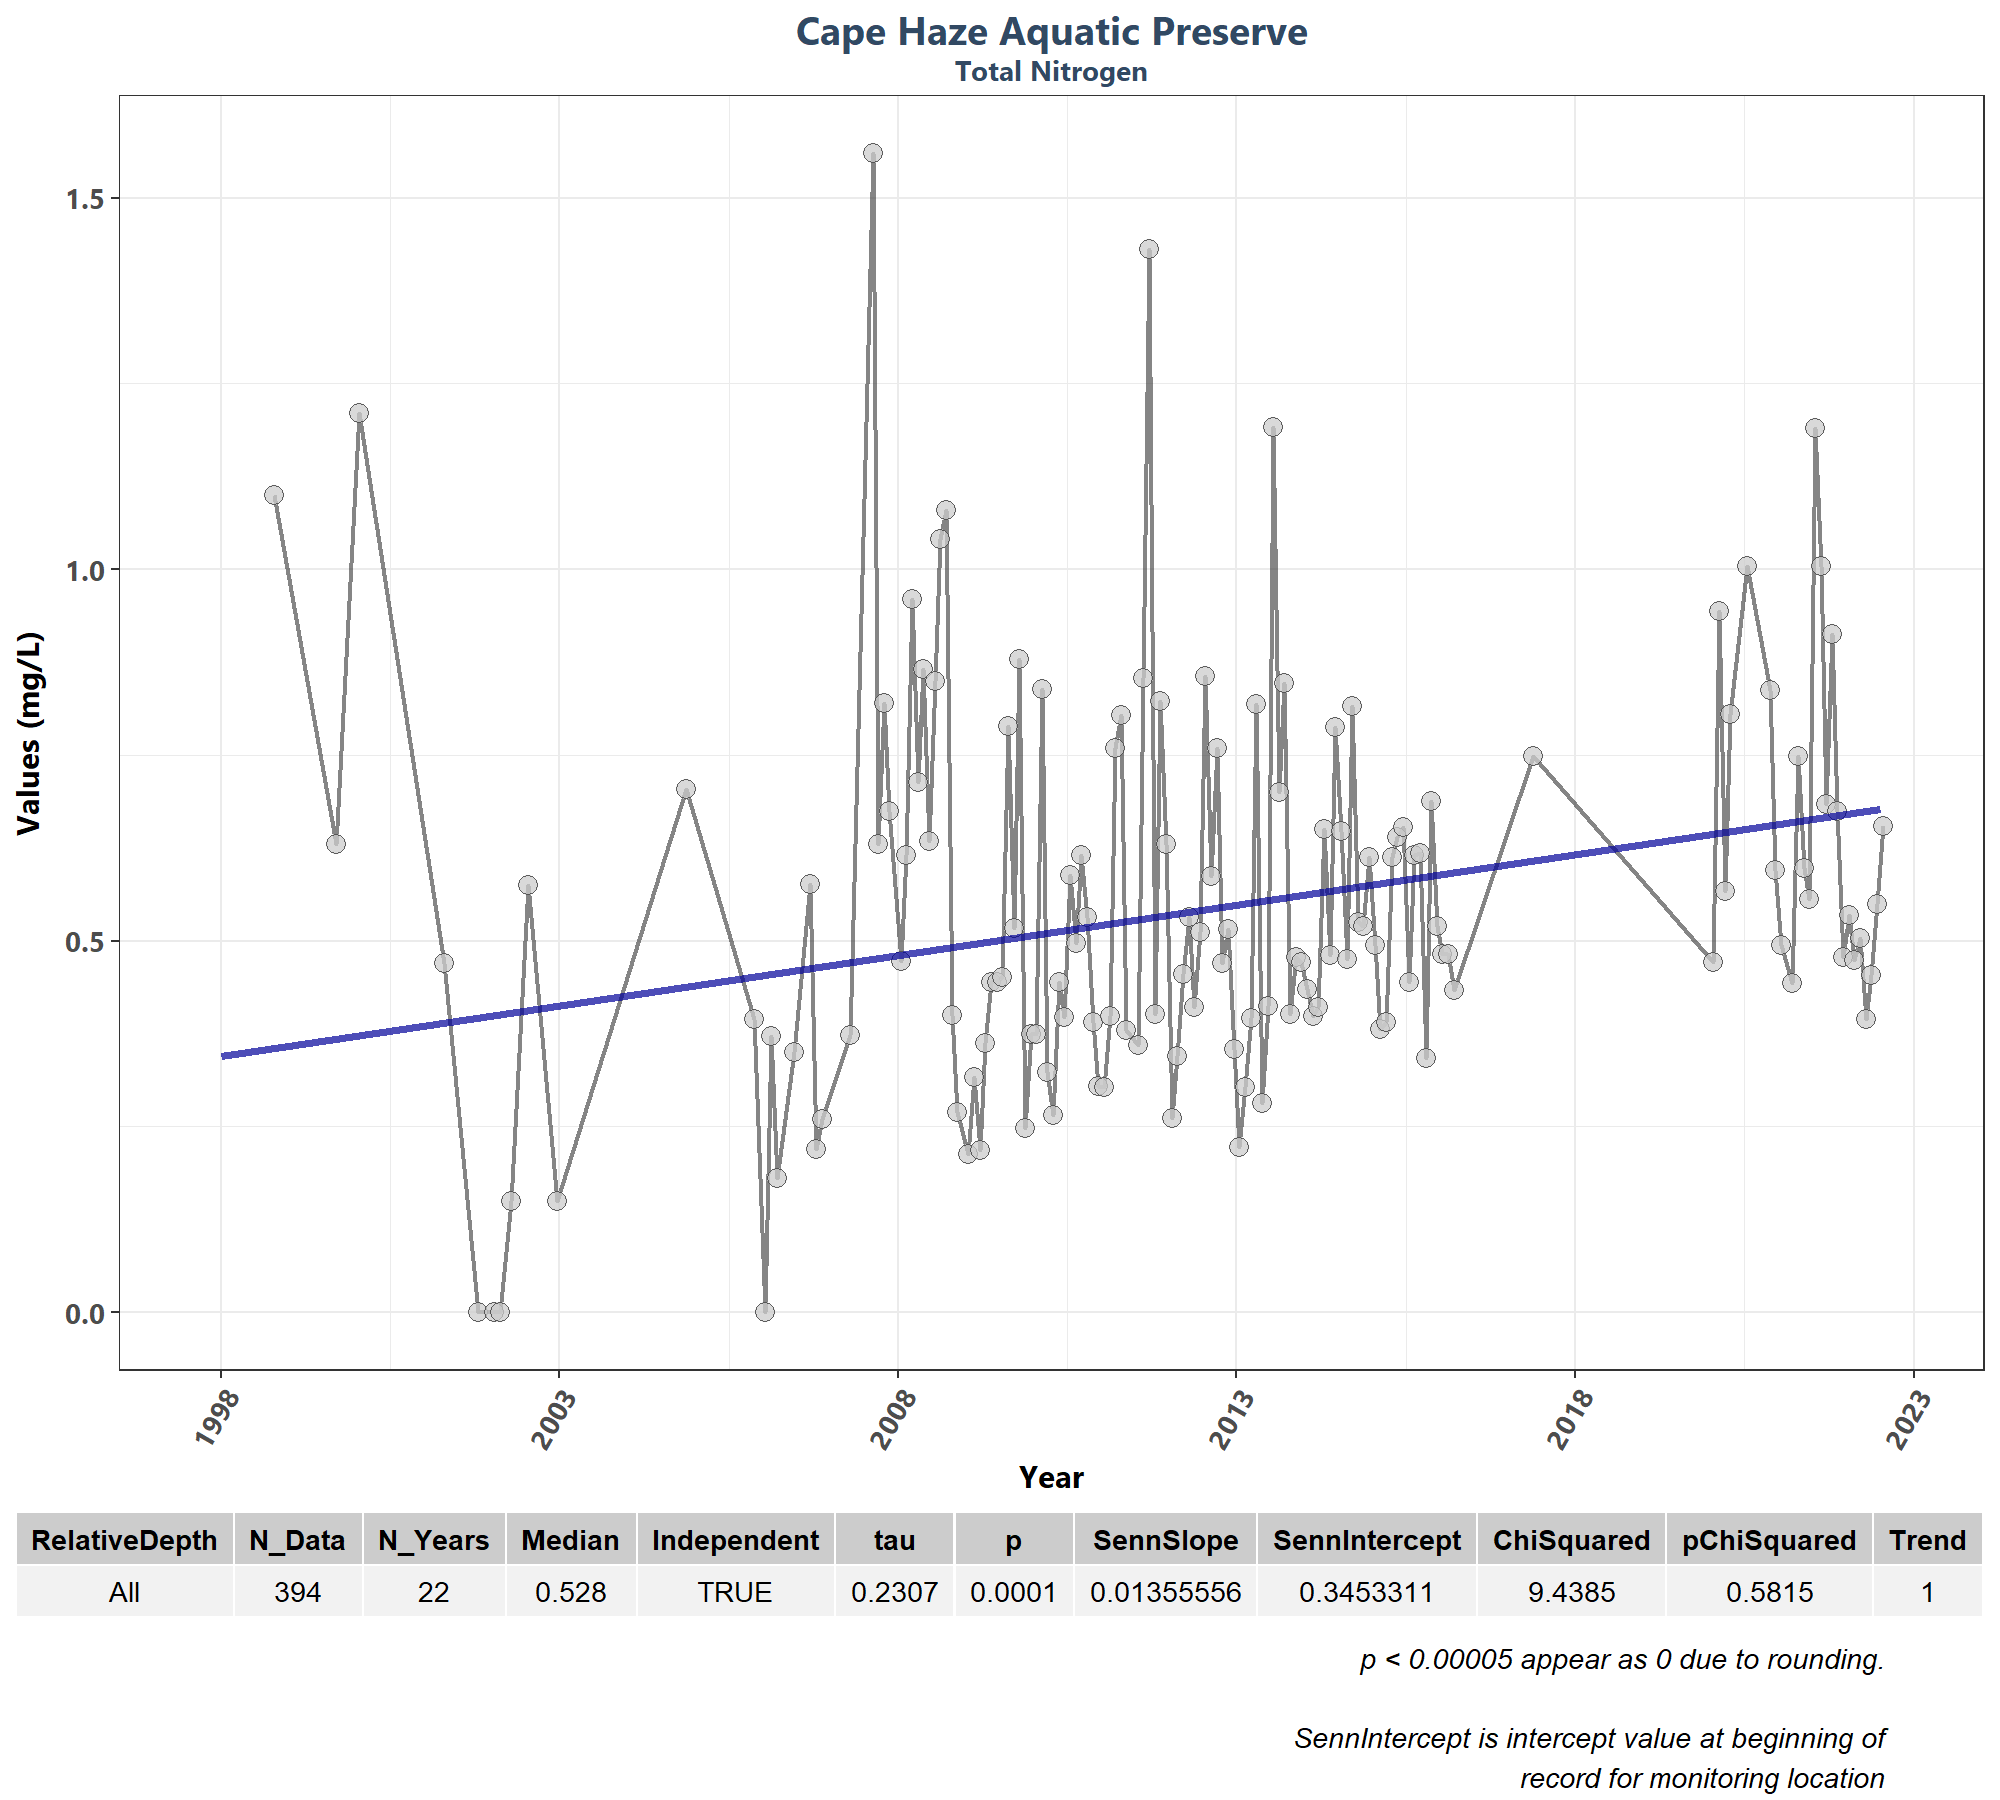 Cape Haze Aquatic Preserve
Total Nitrogen
Values (mg/L)
1.5
1.0
0.5
0.0
1998 2003 2008 2013 2018 2023
Year
RelativeDepth N_Data N_Years Median Independent tau p SennSlope SennIntercept ChiSquared pChiSquared Trend
All 394 22 0.528 TRUE 0.2307 0.0001 0.01355556 0.3453311 9.4385 0.5815 1
p < 0.00005 appear as 0 due to rounding.
SennIntercept is intercept value at beginning of
record for monitoring location